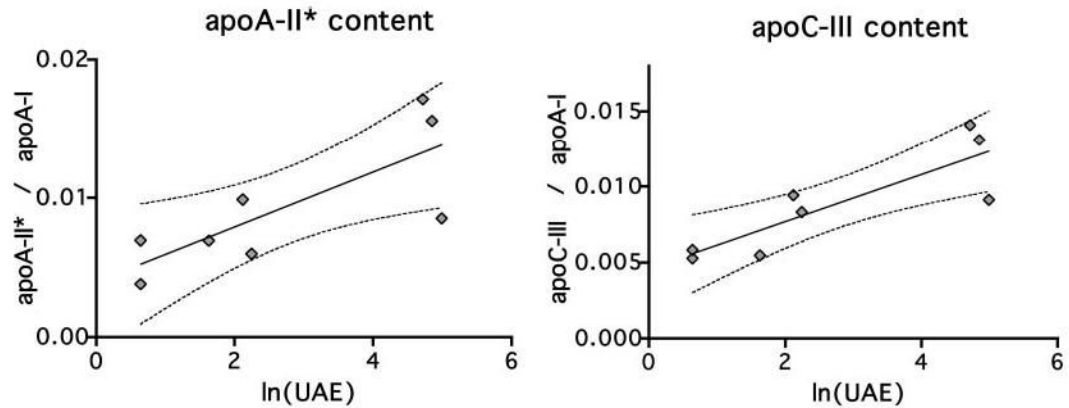 apoA-II* content
apoA-II* / apoA-I
0.02
0.01
0.00
0
2
4
6
ln(UAE)
apoC-III content
apoC-III / apoA-I
0.015
0.010
0.005
0.000
0
2
4
6
ln(UAE)